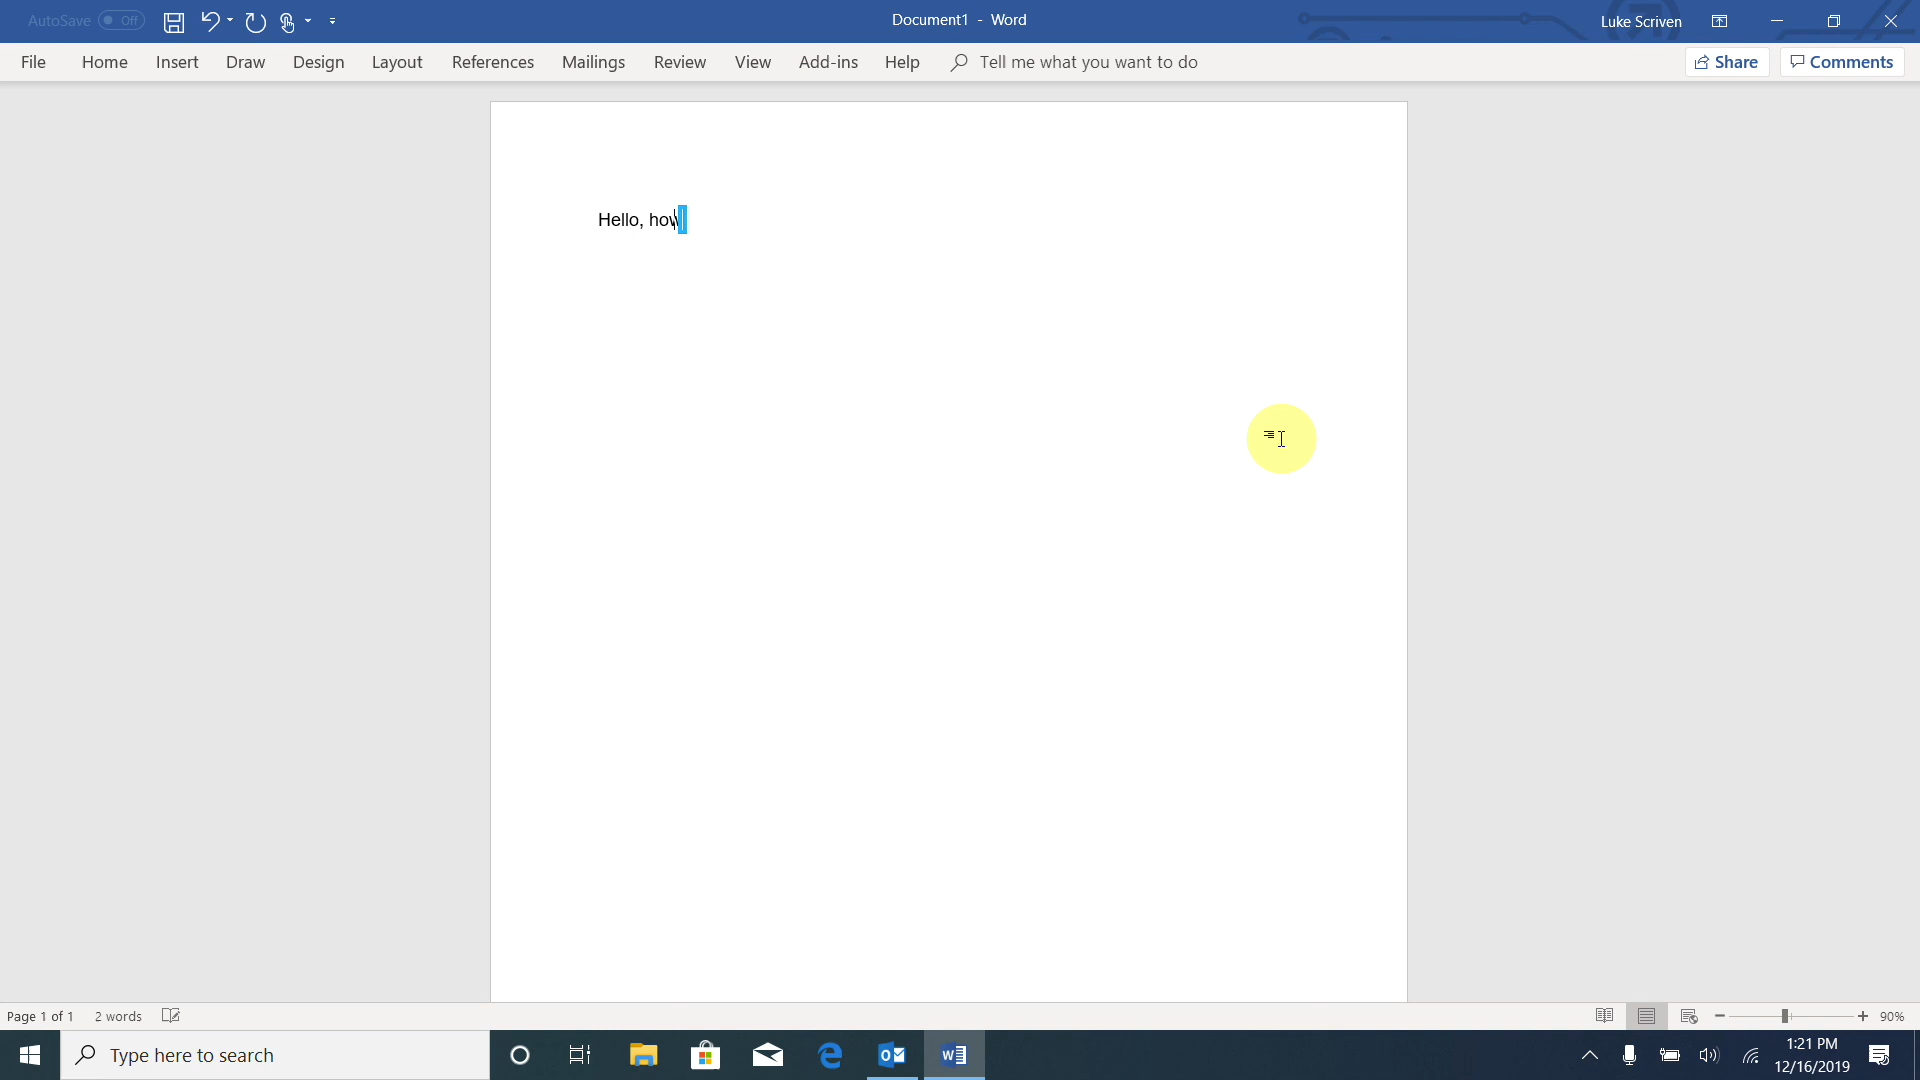 AutoSave Off
Document1 - Word
Luke Scriven
File Home Insert Draw Design Layout References Mailings Review View Add-ins Help Tell me what you want to do
Share Comments
Hello, how
Page 1 of 1 2 words
90%
Type here to search
1:21 PM
12/16/2019